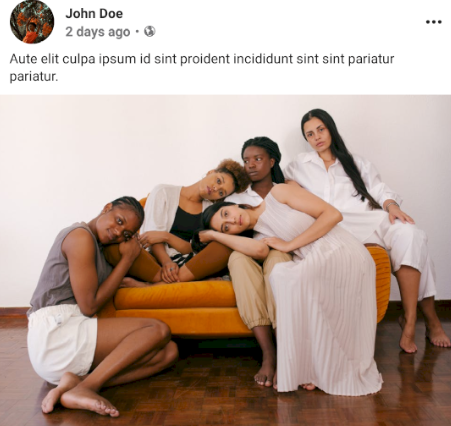 John Doe
2 days ago ·
Aute elit culpa ipsum id sint proident incididunt sint sint pariatur
pariatur.